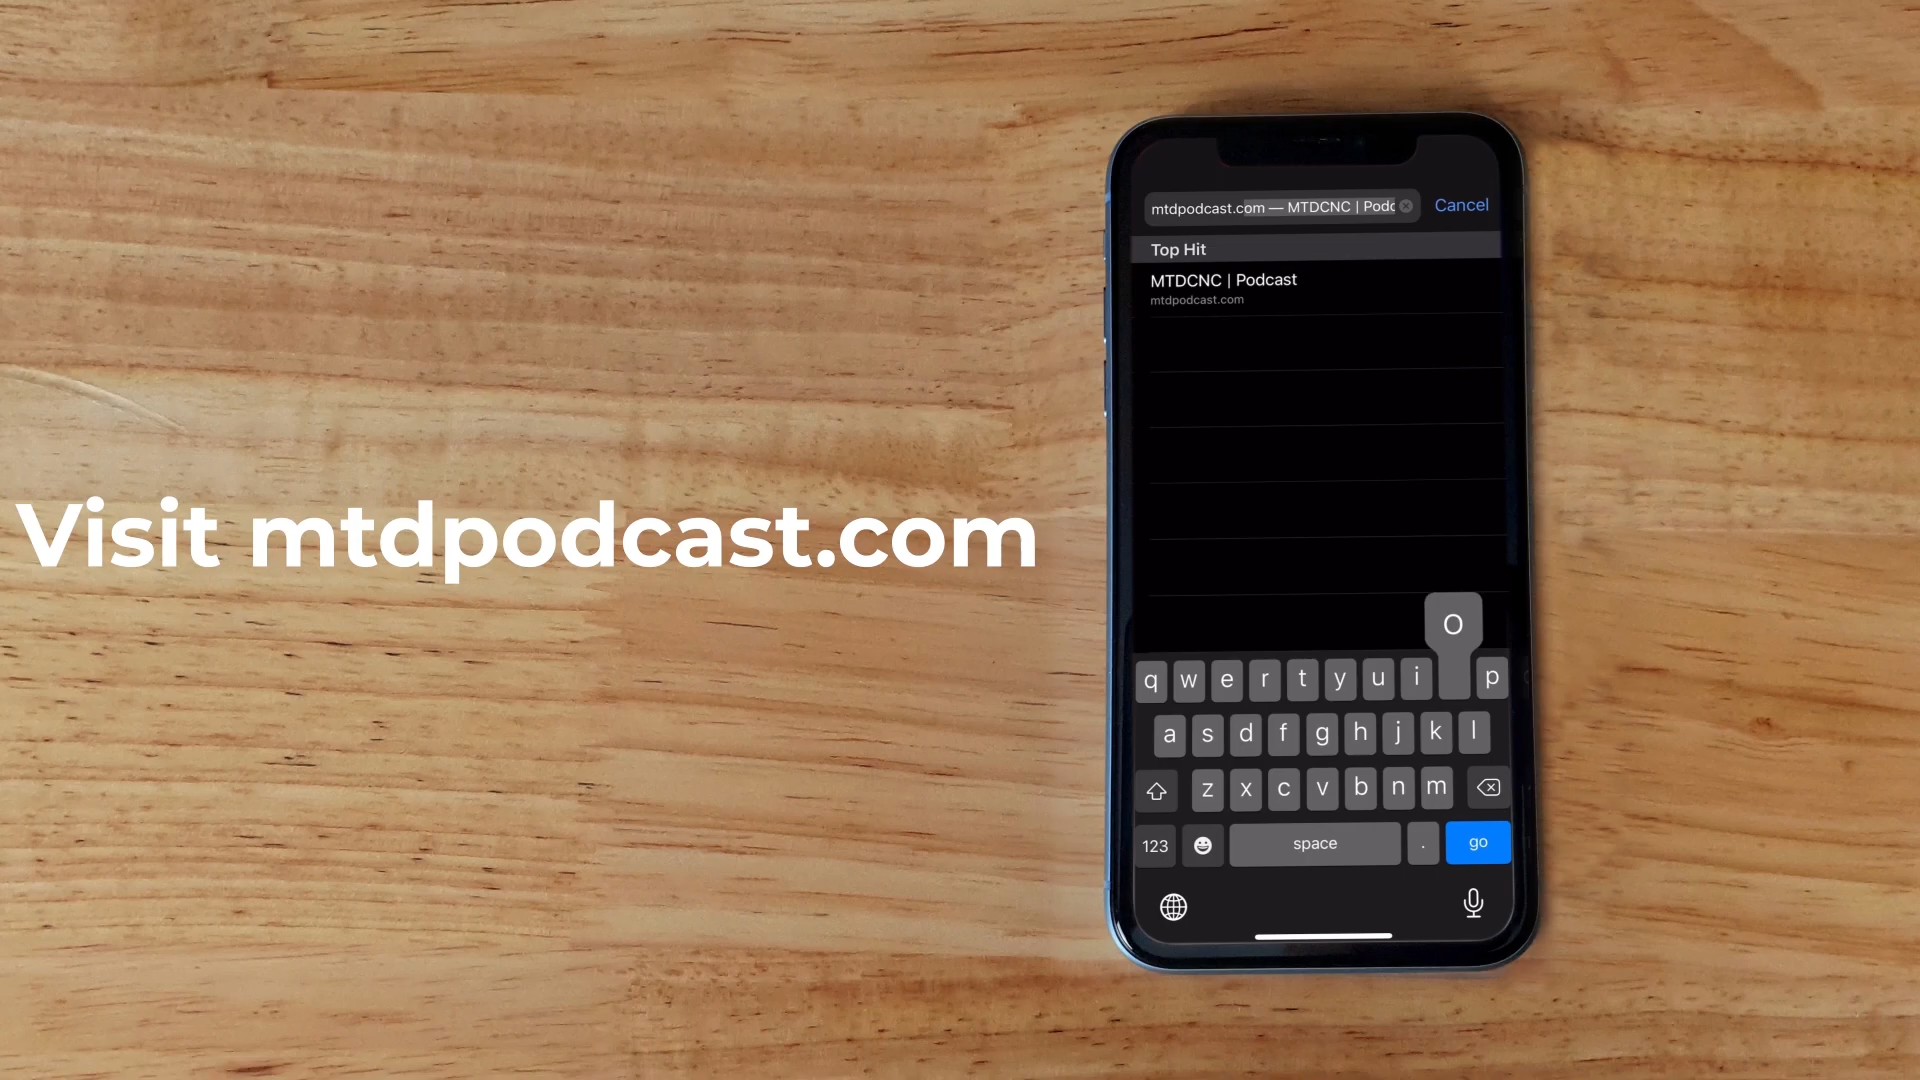 Visit mtdpodcast.com
mtdpodcast.com — MTDCNC | Podc
Cancel
Top Hit
MTDCNC | Podcast
mtdpodcast.com
O
q w e r t y u i p
a s d f g h j k l
z x c v b n m
123 space . go